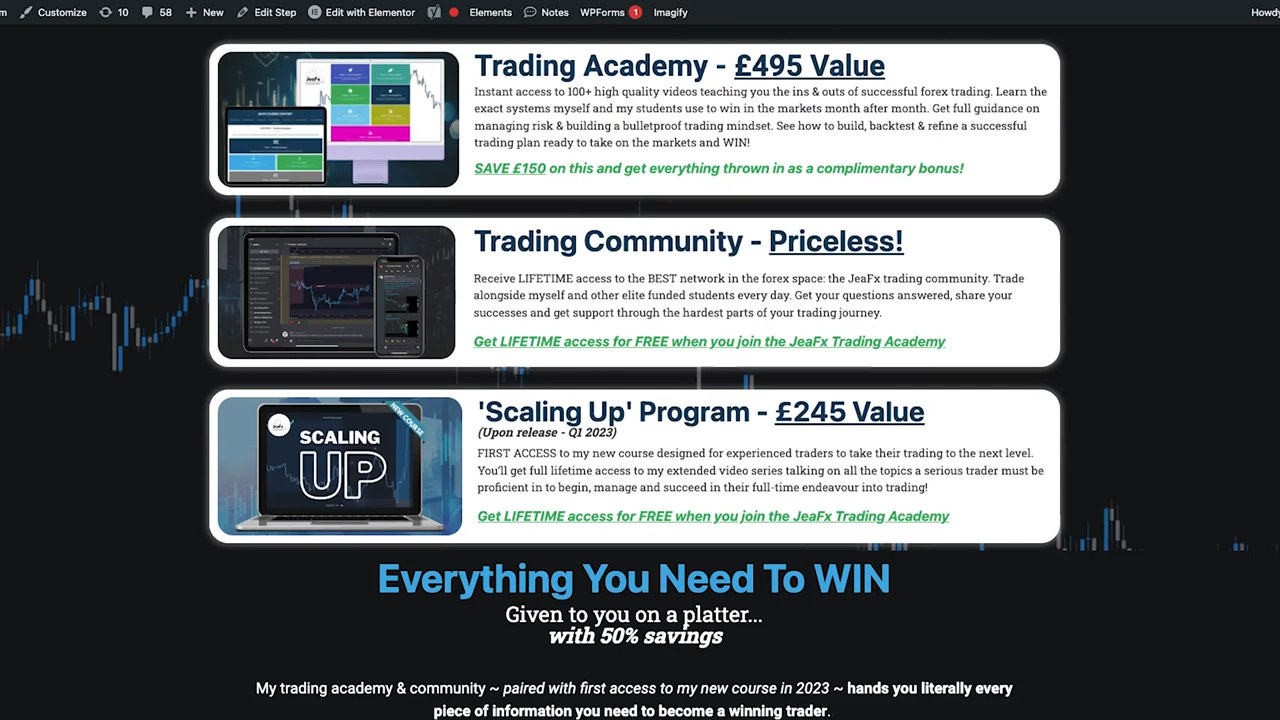 Customize
10
58
New
Edit Step
Edit with Elementor
Elements
Notes
WPForms 1
Imagify
Howdy
Trading Academy - £495 Value
Instant access to 100+ high quality videos teaching you the ins & outs of successful forex trading. Learn the
exact systems myself and my students use to win in the markets month after month. Get full guidance on
managing risk & building a bulletproof trading mindset. See how to build, backtest & refine a successful
trading plan ready to take on the markets and WIN!
SAVE £150 on this and get everything thrown in as a complimentary bonus!
Trading Community - Priceless!
Receive LIFETIME access to the BEST network in the forex space: the JeaFx trading community. Trade
alongside myself and other elite funded students every day. Get your questions answered, share your
successes and get support through the hardest parts of your trading journey.
Get LIFETIME access for FREE when you join the JeaFx Trading Academy
NEW COURSE
JeaFx
SCALING
UP
'Scaling Up' Program - £245 Value
(Upon release - Q1 2023)
FIRST ACCESS to my new course designed for experienced traders to take their trading to the next level.
You'll get full lifetime access to my extended video series talking on all the topics a serious trader must be
proficient in to begin, manage and succeed in their full-time endeavour into trading!
Get LIFETIME access for FREE when you join the JeaFx Trading Academy
Everything You Need To WIN
Given to you on a platter...
with 50% savings
My trading academy & community ~ paired with first access to my new course in 2023 ~ hands you literally every
piece of information you need to become a winning trader.